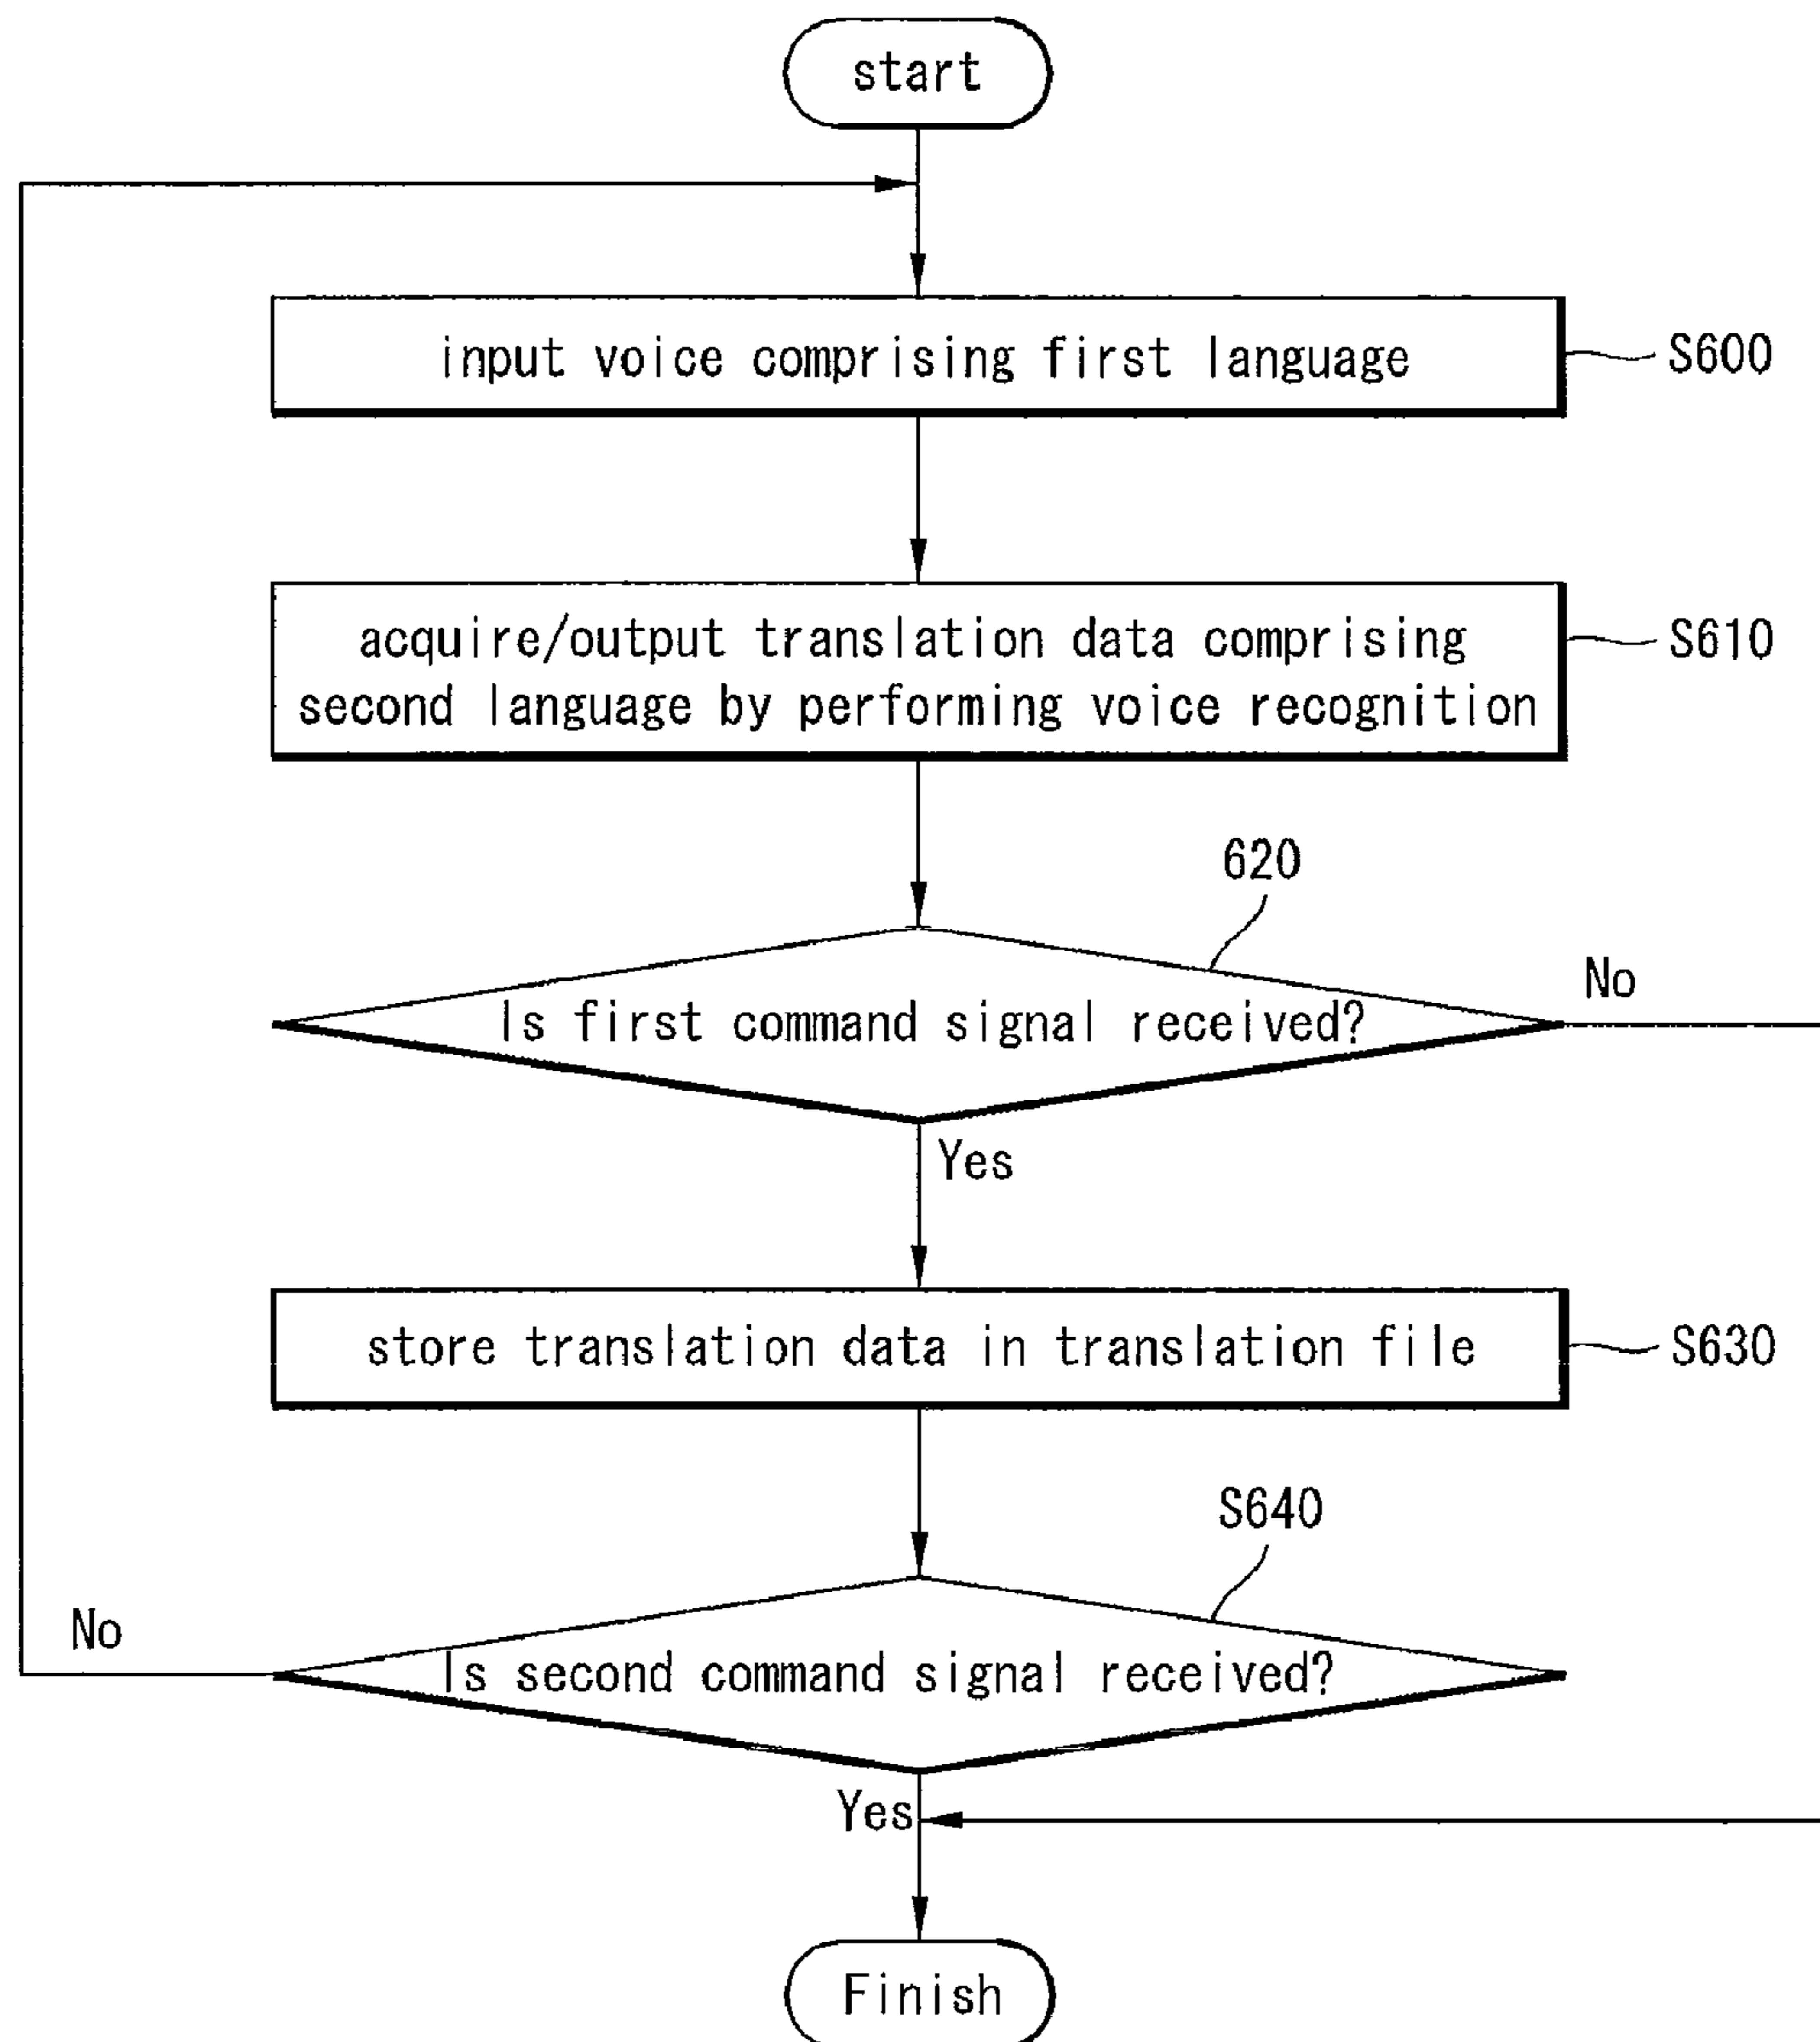 start
input voice comprising first language
S600
acquire/output translation data comprising
second language by performing voice recognition
S610
620
Is first command signal received?
No
Yes
store translation data in translation file
S630
S640
Is second command signal received?
No
Yes
Finish